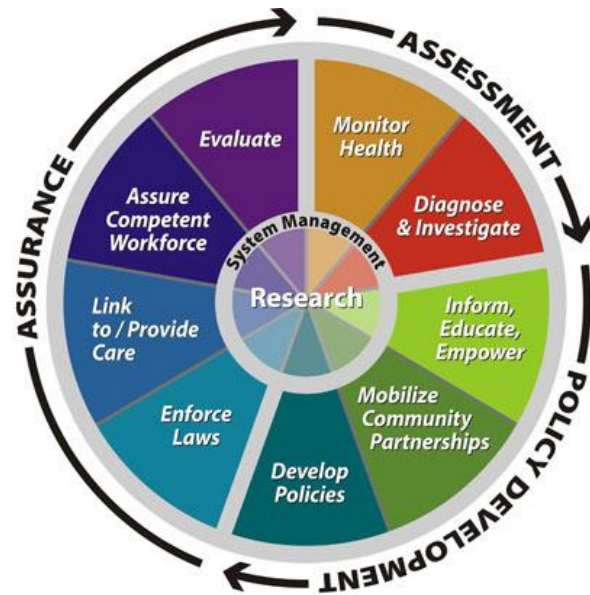 ASSESSMENT
POLICY DEVELOPMENT
ASSURANCE
Monitor
Health
Diagnose
& Investigate
Inform,
Educate,
Empower
Mobilize
Community
Partnerships
Develop
Policies
Enforce
Laws
Link
to / Provide
Care
Assure
Competent
Workforce
Evaluate
System Management
Research